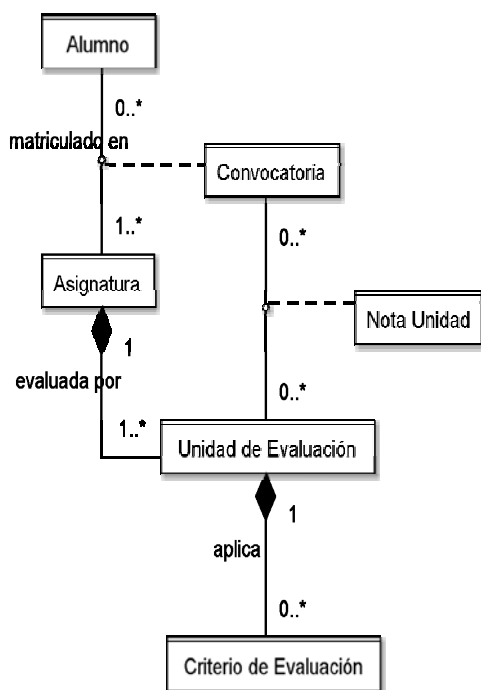 Alumno
0..*
matriculado en
Convocatoria
1..*
0..*
Asignatura
Nota Unidad
1
evaluada por
0..*
1..*
Unidad de Evaluación
1
aplica
0..*
Criterio de Evaluación